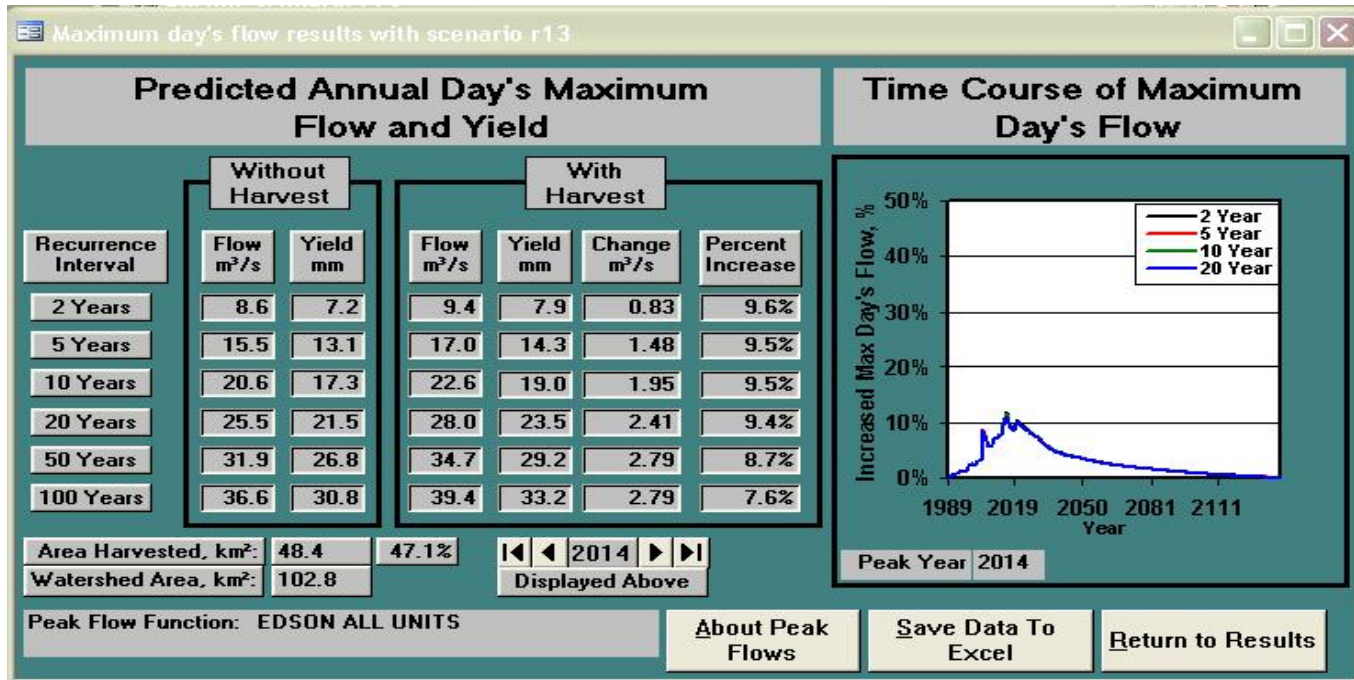 Maximum day's flow results with scenario r13
Predicted Annual Day's Maximum
Flow and Yield
Without
Harvest
With
Harvest
Recurrence
Interval
Flow
m³/s
Yield
mm
Flow
m³/s
Yield
mm
Change
m³/s
Percent
Increase
2 Years 8.6 7.2 9.4 7.9 0.83 9.6%
5 Years 15.5 13.1 17.0 14.3 1.48 9.5%
10 Years 20.6 17.3 22.6 19.0 1.95 9.5%
20 Years 25.5 21.5 28.0 23.5 2.41 9.4%
50 Years 31.9 26.8 34.7 29.2 2.79 8.7%
100 Years 36.6 30.8 39.4 33.2 2.79 7.6%
Area Harvested, km²: 48.4 47.1% 2014
Watershed Area, km²: 102.8 Displayed Above
Peak Flow Function: EDSON ALL UNITS
Time Course of Maximum
Day's Flow
Increased Max Day's Flow, %
50%
40%
30%
20%
10%
0%
2 Year
5 Year
10 Year
20 Year
1989 2019 2050 2081 2111
Year
Peak Year 2014
About Peak
Flows
Save Data To
Excel
Return to Results